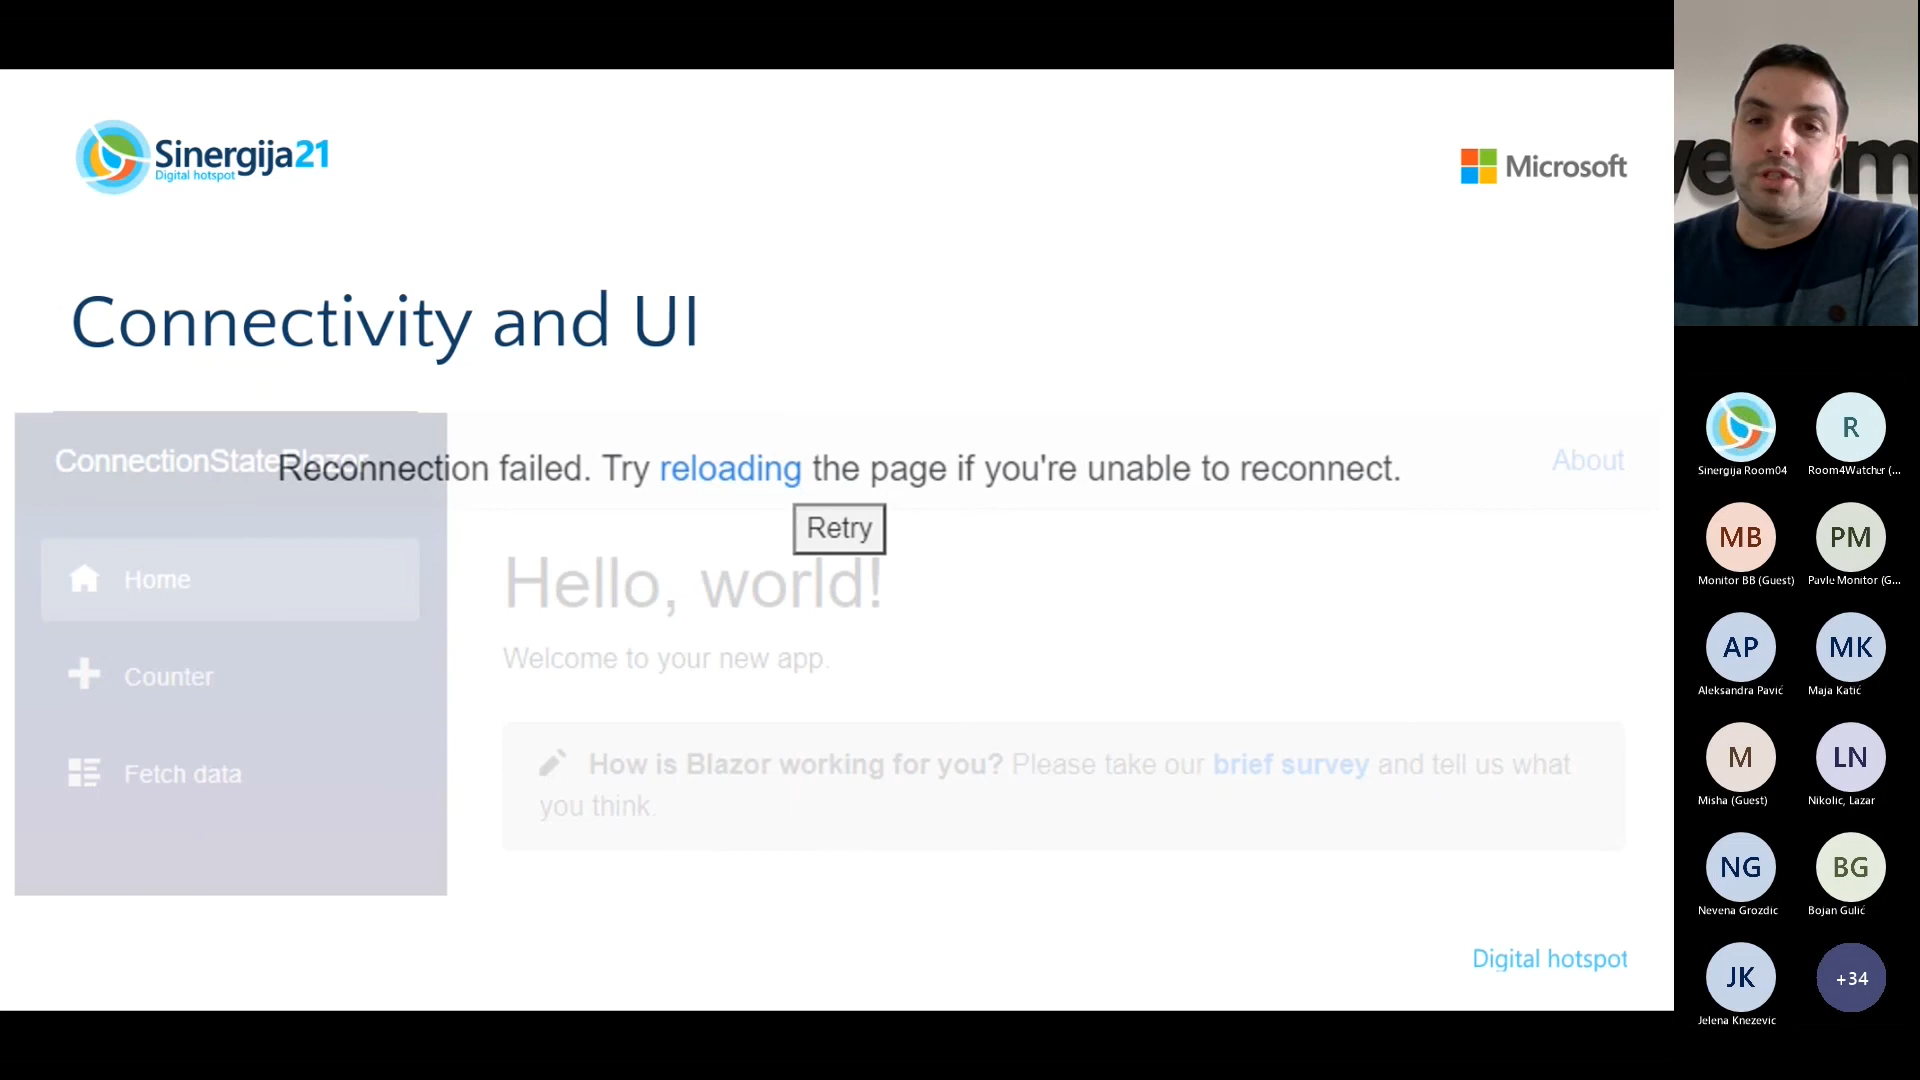 Sinergija21
Digital hotspot
Microsoft
Connectivity and UI
ConnectionStateBlazor
Reconnection failed. Try reloading the page if you're unable to reconnect.
About
Retry
Home
Counter
Fetch data
Hello, world!
Welcome to your new app.
How is Blazor working for you? Please take our brief survey and tell us what
you think.
Digital hotspot
Sinergija Room04
R
Room4Watcher (...
MB
Monitor BB (Guest)
PM
Pavle Monitor (G...
AP
Aleksandra Pavić
MK
Maja Katić
M
Misha (Guest)
LN
Nikolic, Lazar
NG
Nevena Grozdic
BG
Bojan Gulić
JK
Jelena Knezevic
+34